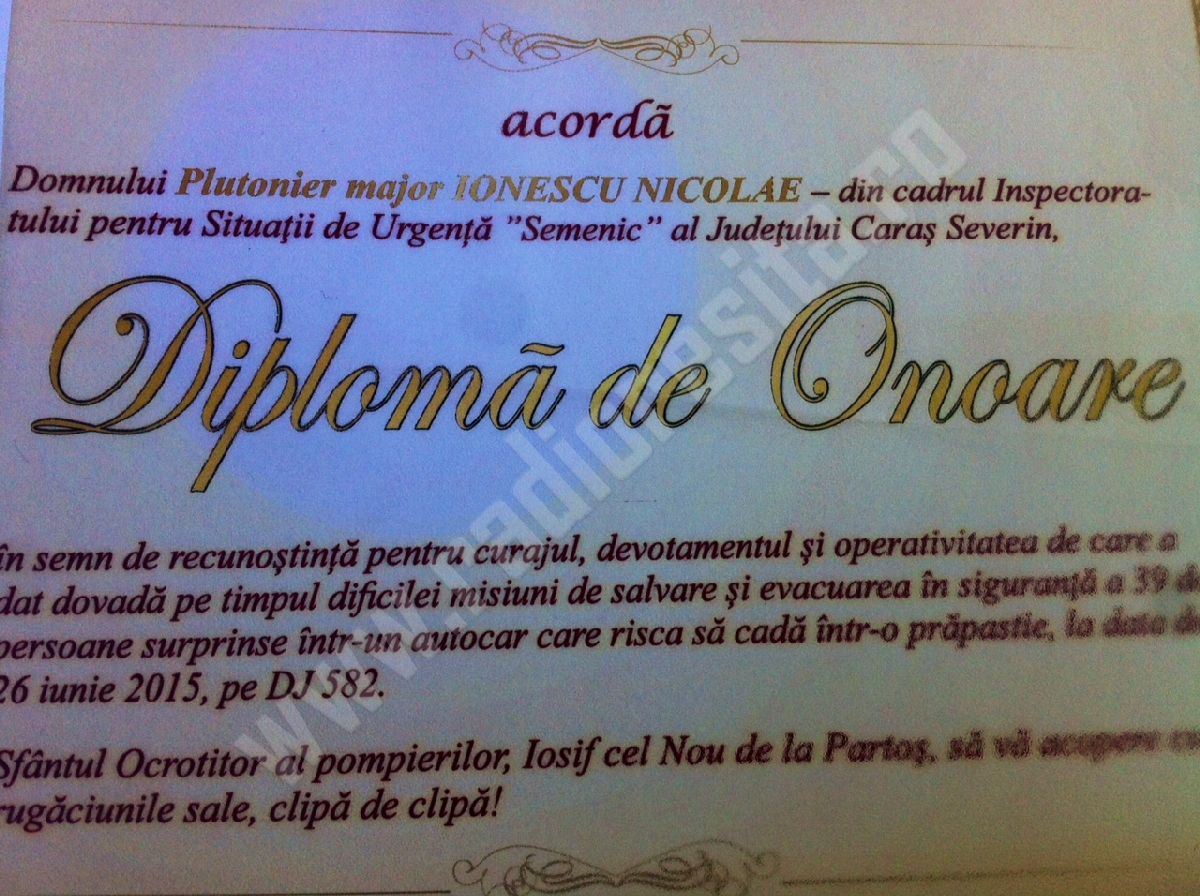 acordã
Domnului Plutonier major IONESCU NICOLAE – din cadrul Inspectora-
tului pentru Situaţii de Urgenţă ”Semenic” al Judeţului Caraş Severin,
Diplomã de Onoare
în semn de recunoştinţă pentru curajul, devotamentul şi operativitatea de care a
dat dovadă pe timpul dificilei misiuni de salvare şi evacuarea în siguranţă a 39 de
persoane surprinse într-un autocar care risca să cadă într-o prăpastie, la data de
26 iunie 2015, pe DJ 582.
Sfântul Ocrotitor al pompierilor, Iosif cel Nou de la Partoş, să vă acopere cu
rugăciunile sale, clipă de clipă!
www.radioresita.ro